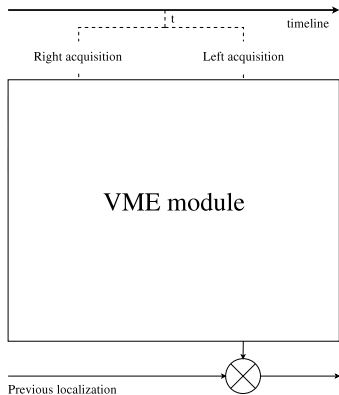 t
timeline
Right acquisition
Left acquisition
VME module
Previous localization